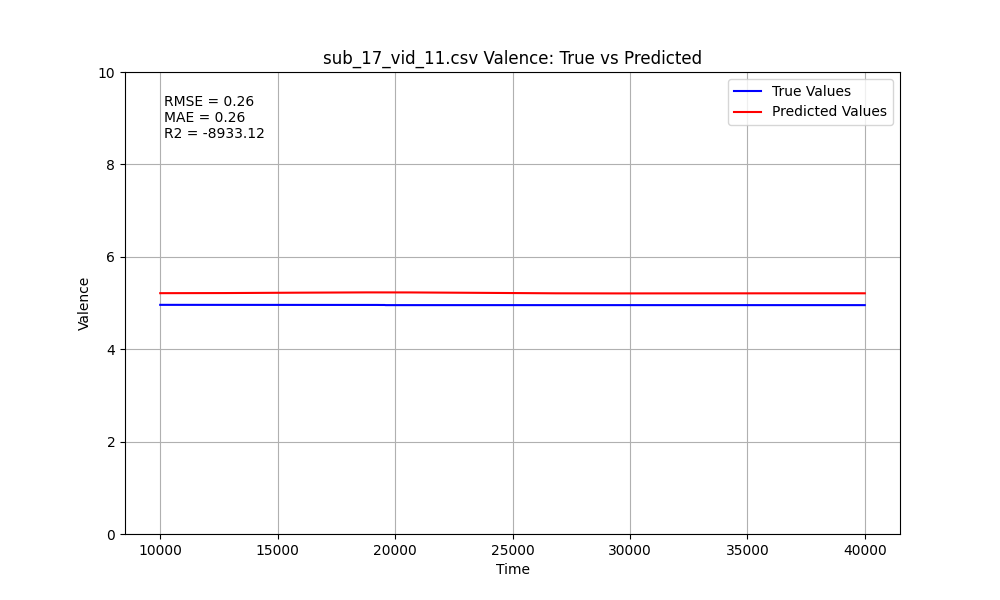 sub_17_vid_11.csv Valence: True vs Predicted
RMSE = 0.26
MAE = 0.26
R2 = -8933.12
True Values
Predicted Values
Valence
10
8
6
4
2
0
10000 15000 20000 25000 30000 35000 40000
Time